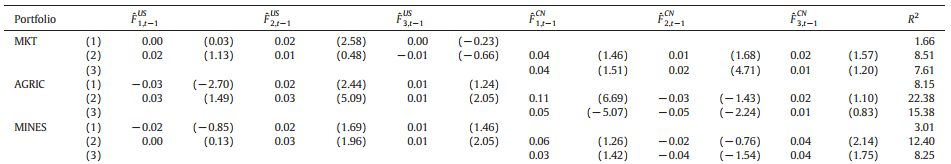 Portfolio F̂^{US}_{1,t−1} F̂^{US}_{2,t−1} F̂^{US}_{3,t−1} F̂^{CN}_{1,t−1} F̂^{CN}_{2,t−1} F̂^{CN}_{3,t−1} R²
MKT (1) 0.00 (0.03) 0.02 (2.58) 0.00 (−0.23) 1.66
(2) 0.02 (1.13) 0.01 (0.48) −0.01 (−0.66) 0.04 (1.46) 0.01 (1.68) 0.02 (1.57) 8.51
(3) 0.04 (1.51) 0.02 (4.71) 0.01 (1.20) 7.61
AGRIC (1) −0.03 (−2.70) 0.02 (2.44) 0.01 (1.24) 8.15
(2) 0.03 (1.49) 0.03 (5.09) 0.01 (2.05) 0.11 (6.69) −0.03 (−1.43) 0.02 (1.10) 22.38
(3) 0.05 (−5.07) −0.05 (−2.24) 0.01 (0.83) 15.38
MINES (1) −0.02 (−0.85) 0.02 (1.69) 0.01 (1.46) 3.01
(2) 0.00 (0.13) 0.03 (1.96) 0.01 (2.05) 0.06 (1.26) −0.02 (−0.76) 0.04 (2.14) 12.40
(3) 0.03 (1.42) −0.04 (−1.54) 0.04 (1.75) 8.25